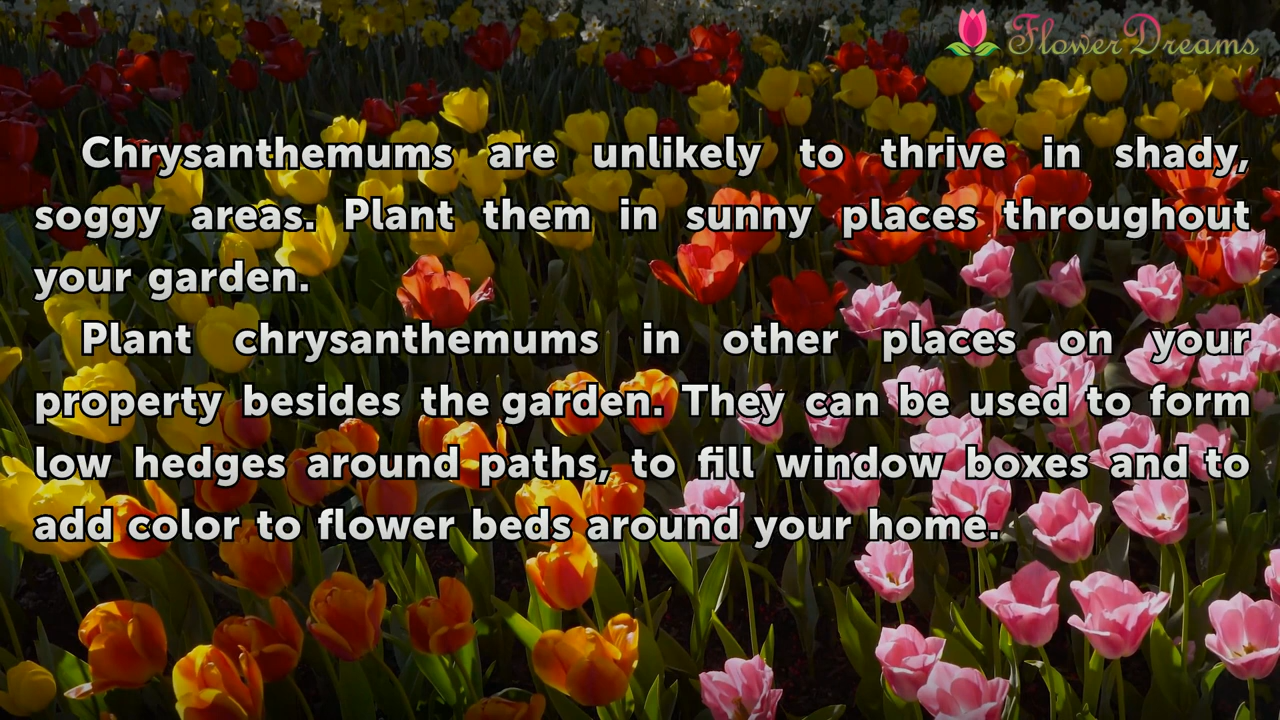 FlowerDreams
Chrysanthemums are unlikely to thrive in shady,
soggy areas. Plant them in sunny places throughout
your garden.
Plant chrysanthemums in other places on your
property besides the garden. They can be used to form
low hedges around paths, to fill window boxes and to
add color to flower beds around your home.